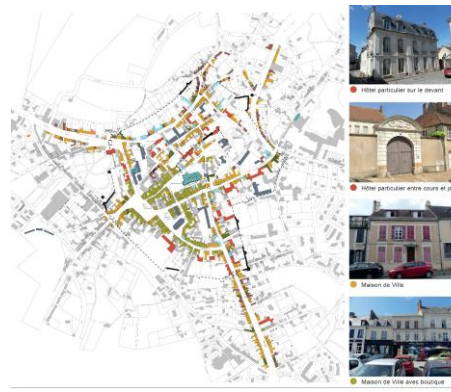 Hôtel particulier sur le devant
Hôtel particulier entre cours et j
Maison de Ville
Maison de Ville avec boutique